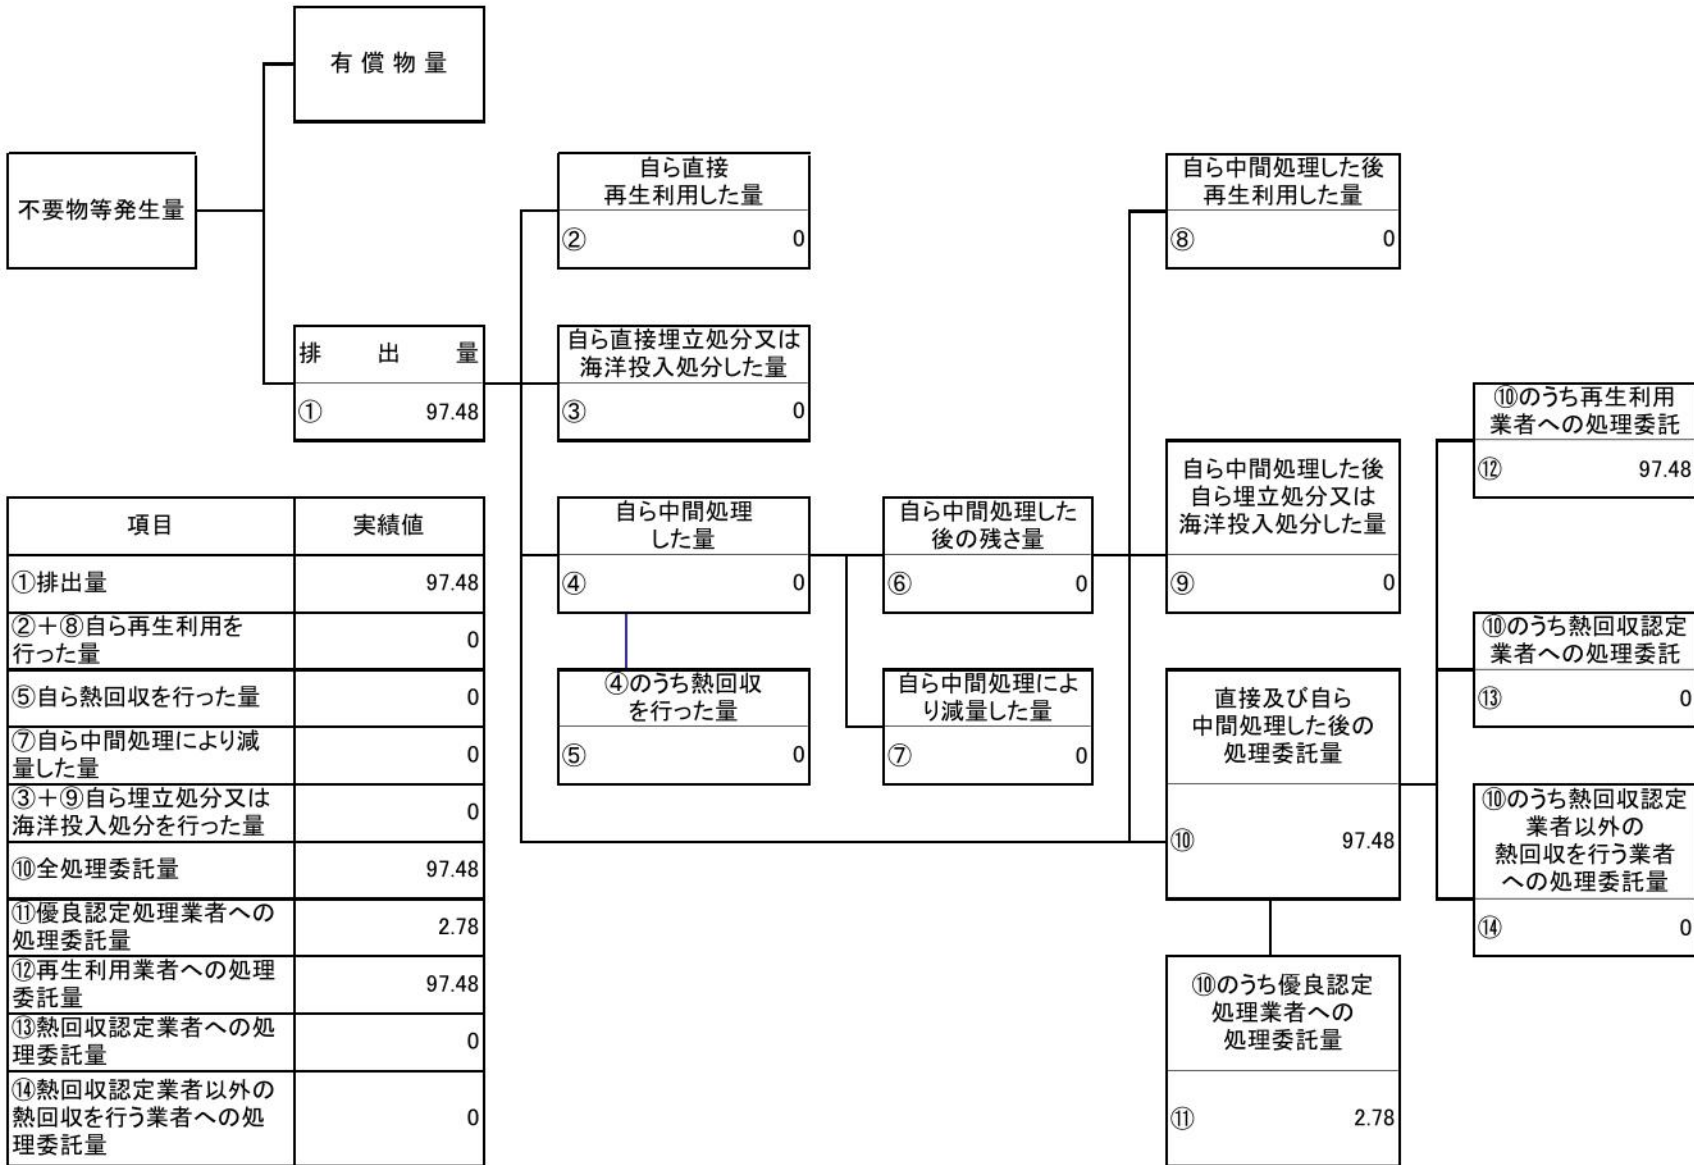 有償物量
不要物等発生量
自ら直接
再生利用した量
② 0
自ら中間処理した後
再生利用した量
⑧ 0
排出量
① 97.48
自ら直接埋立処分又は
海洋投入処分した量
③ 0
⑩のうち再生利用
業者への処理委託
⑫ 97.48
自ら中間処理
した量
④ 0
自ら中間処理した
後の残さ量
⑥ 0
自ら中間処理した後
自ら埋立処分又は
海洋投入処分した量
⑨ 0
⑩のうち熱回収認定
業者への処理委託
⑬ 0
④のうち熱回収
を行った量
⑤ 0
自ら中間処理によ
り減量した量
⑦ 0
直接及び自ら
中間処理した後の
処理委託量
⑩ 97.48
⑩のうち熱回収認定
業者以外の
熱回収を行う業者
への処理委託量
⑭ 0
⑩のうち優良認定
処理業者への
処理委託量
⑪ 2.78
項目 実績値
①排出量 97.48
②+⑧自ら再生利用を
行った量 0
⑤自ら熱回収を行った量 0
⑦自ら中間処理により減
量した量 0
③+⑨自ら埋立処分又は
海洋投入処分を行った量 0
⑩全処理委託量 97.48
⑪優良認定処理業者への
処理委託量 2.78
⑫再生利用業者への処理
委託量 97.48
⑬熱回収認定業者への処
理委託量 0
⑭熱回収認定業者以外の
熱回収を行う業者への処
理委託量 0